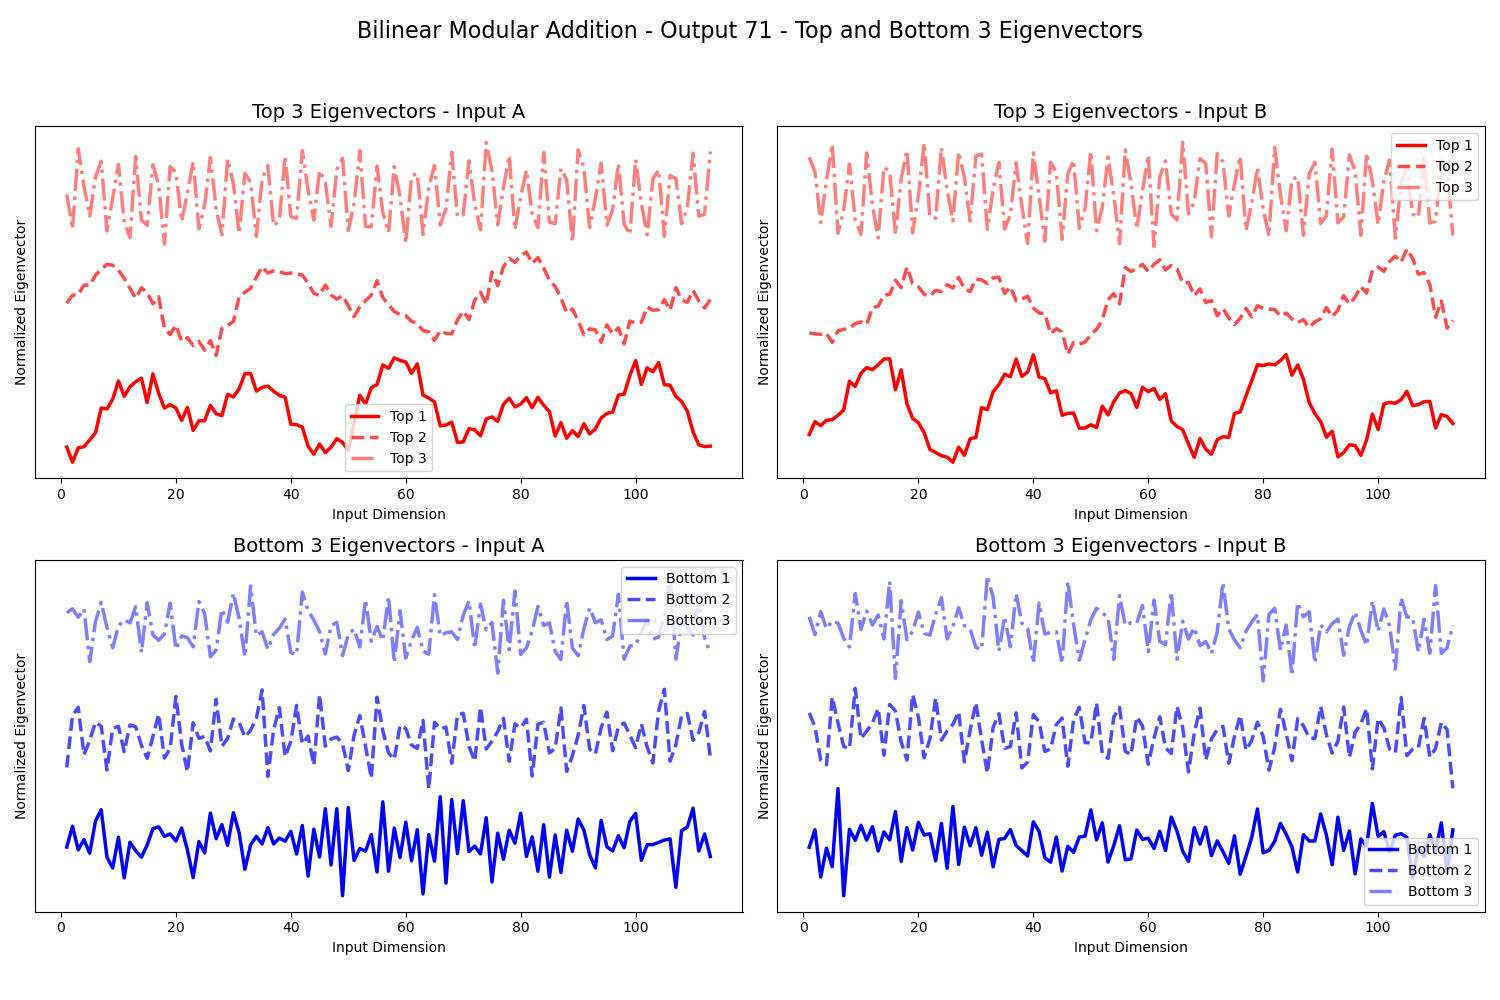 Bilinear Modular Addition - Output 71 - Top and Bottom 3 Eigenvectors
Top 3 Eigenvectors - Input A
Normalized Eigenvector
Top 1
Top 2
Top 3
0 20 40 60 80 100
Input Dimension
Top 3 Eigenvectors - Input B
Normalized Eigenvector
Top 1
Top 2
Top 3
0 20 40 60 80 100
Input Dimension
Bottom 3 Eigenvectors - Input A
Normalized Eigenvector
Bottom 1
Bottom 2
Bottom 3
0 20 40 60 80 100
Input Dimension
Bottom 3 Eigenvectors - Input B
Normalized Eigenvector
Bottom 1
Bottom 2
Bottom 3
0 20 40 60 80 100
Input Dimension